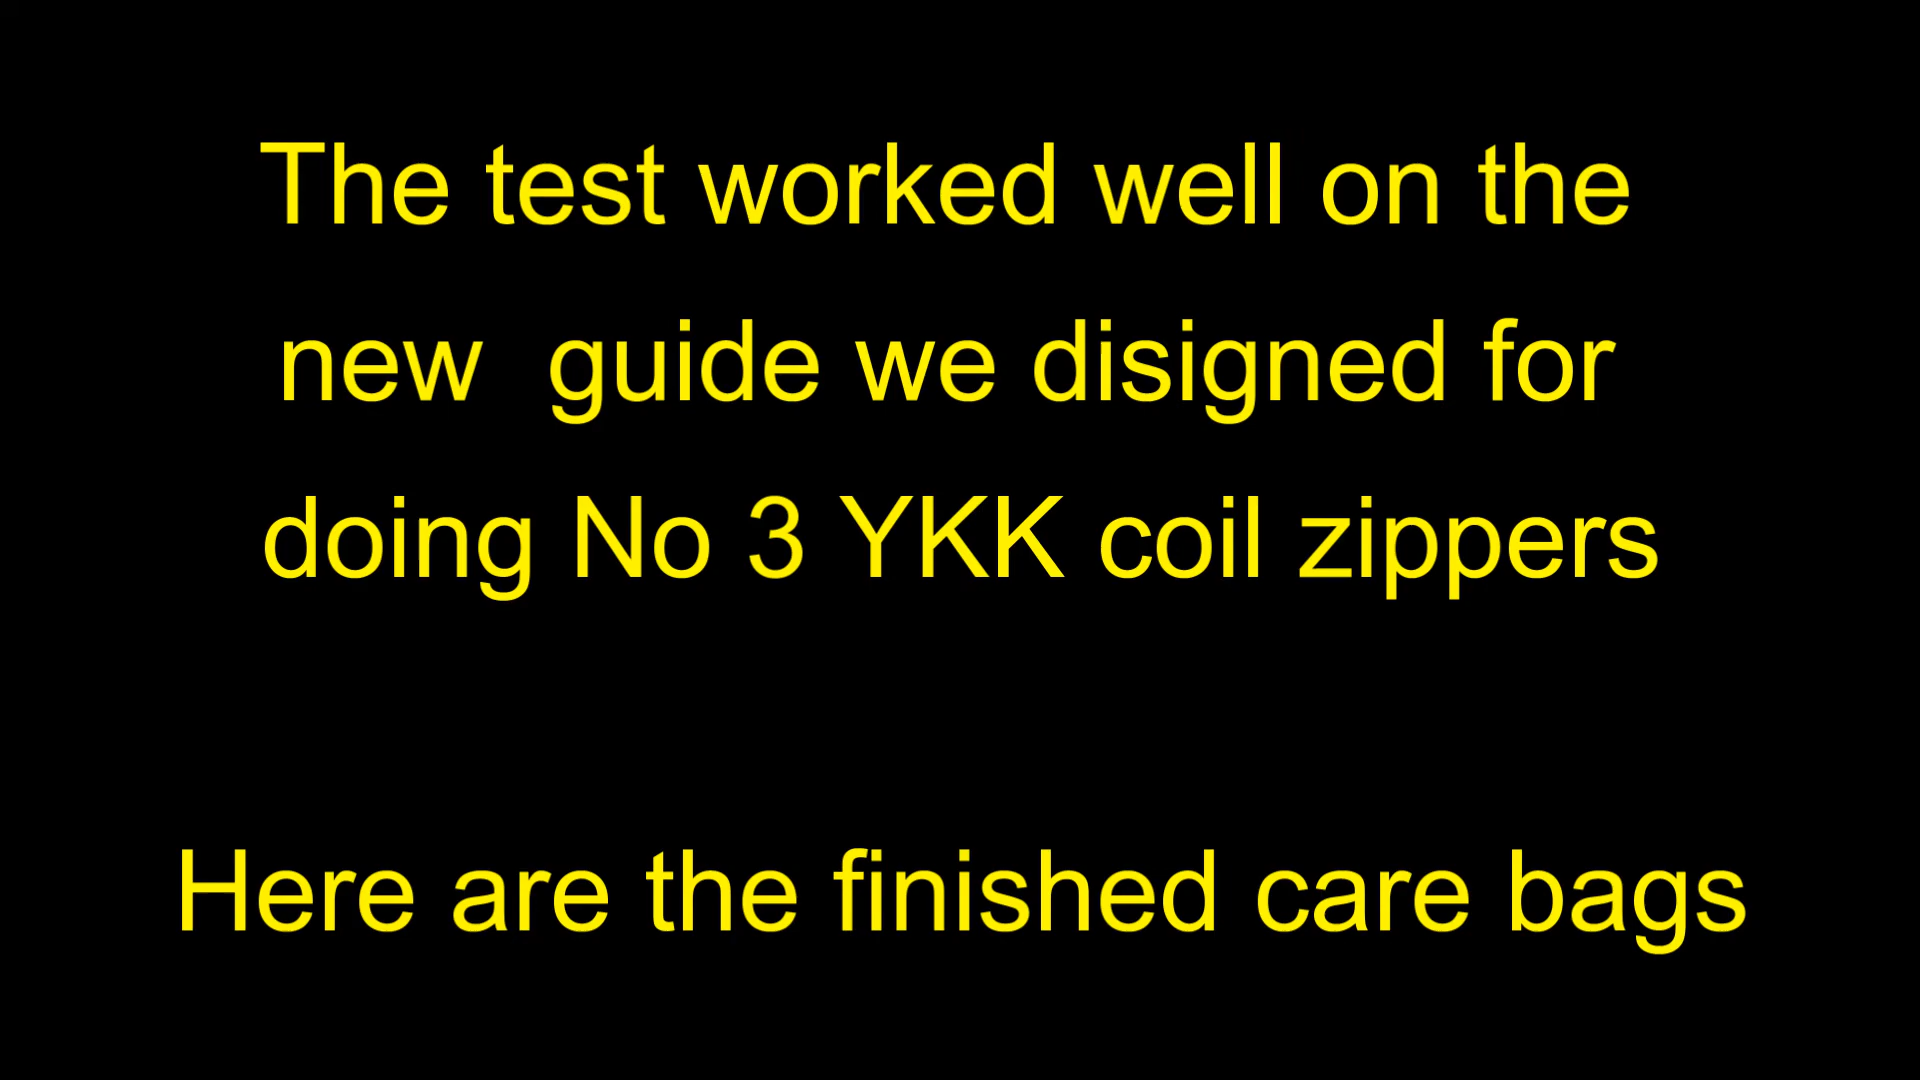 The test worked well on the
new  guide we disigned for
doing No 3 YKK coil zippers
Here are the finished care bags